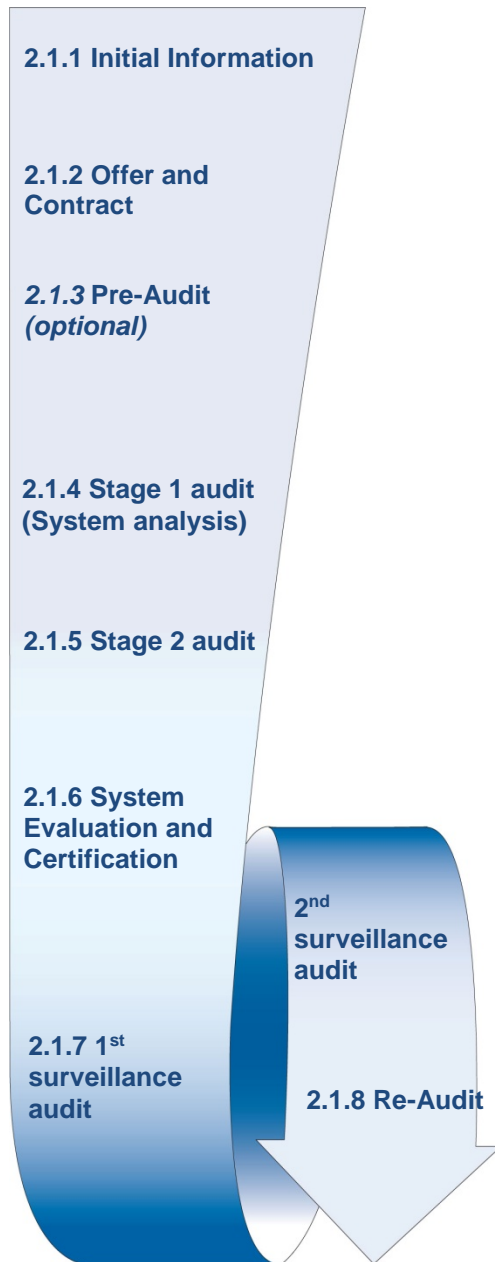 2.1.1 Initial Information
2.1.2 Offer and
Contract
2.1.3 Pre-Audit
(optional)
2.1.4 Stage 1 audit
(System analysis)
2.1.5 Stage 2 audit
2.1.6 System
Evaluation and
Certification
2.1.7 1st
surveillance
audit
2nd
surveillance
audit
2.1.8 Re-Audit